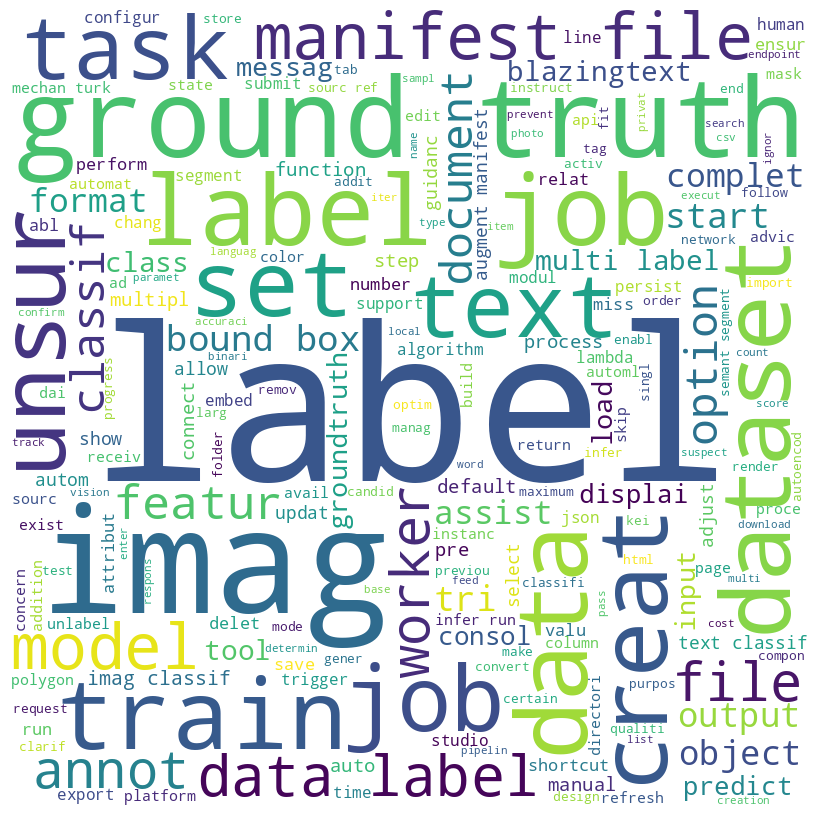 configur
store
task
manifest file
line
human
ensur
endpoint
messag
tab
blazingtext
mask
mechan turk
state
submit
sourc ref
sampl
instruct
end
ground truth
document
edit
name
prevent
api
fit
privat
search
csv
ignor
photo
tag
perform
function
guidanc
augment manifest
activ
automat
segment
addit
relat
complet
format
label job
iter
type
item
execut
follow
unsur
abl
chang
languag
start
network
advic
classif
class
color
step
multi label
ad
paramet
set
number
text
modul
persist
import
multipl
support
miss
order
dataset
confirm
accuraci
bound box
local
process
enabl
option
count
binari
algorithm
lambda
semant segment
dai
progress
allow
label
build
automl
singl
score
connect
larg
embed
remov
optim
load
skip
groundtruth
manag
infer
track
show
folder
return
suspect
render
autoencod
autom
receiv
word
vision
avail
candid
default
maximum
displai
kei
adjust
sourc
featur
updat
worker
assist
json
proce
exist
attribut
instanc
download
enter
imag
data
creat
test
respons
pre
previou
classifi
input
page
multi
concern
addition
base
tri
select
feed
pass
html
cost
unlabel
delet
mode
infer run
text classif
model
tool
determin
consol
valu
column
compon
gener
make
save
convert
certain
polygon
imag classif
trigger
train job
directori
purpos
file
request
run
clarif
studio
qualiti
list
output
pipelin
object
annot
data label
auto
time
shortcut
manual
refresh
predict
export
platform
design
creation